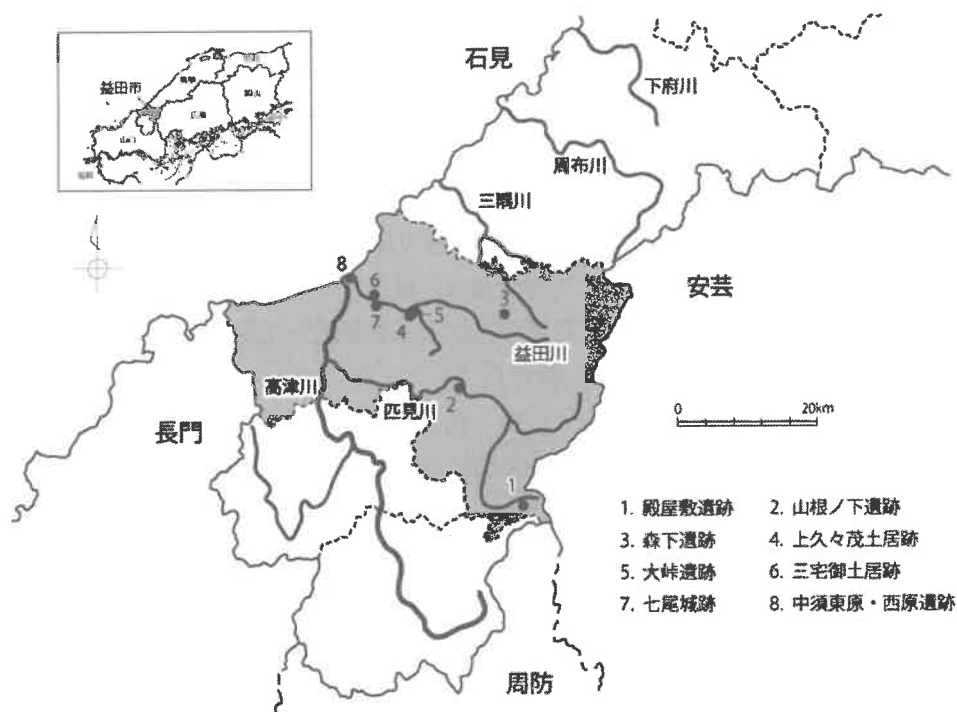 石見
下府川
益田市
周布川
三隅川
安芸
8
6
7
4
5
3
益田川
高津川
匹見川
2
長門
0 20km
1
1. 殿屋敷遺跡 2. 山根ノ下遺跡
3. 森下遺跡 4. 上久々茂土居跡
5. 大峠遺跡 6. 三宅御土居跡
7. 七尾城跡 8. 中須東原・西原遺跡
周防